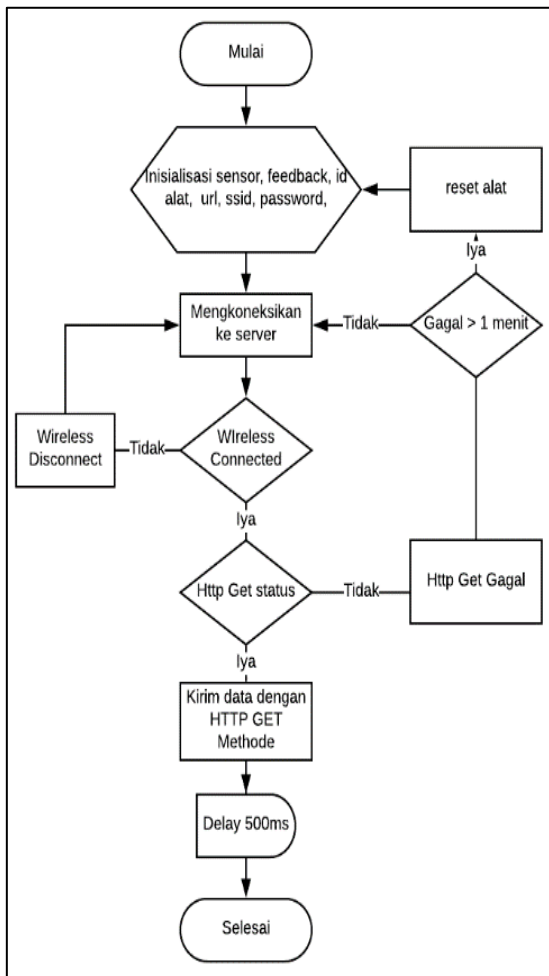 Mulai
Inisialisasi sensor, feedback, id
alat, url, ssid, password,
reset alat
Iya
Mengkoneksikan
ke server
Tidak
Gagal > 1 menit
Wireless
Disconnect
Tidak
WIreless
Connected
Iya
Http Get status
Tidak
Http Get Gagal
Iya
Kirim data dengan
HTTP GET
Methode
Delay 500ms
Selesai